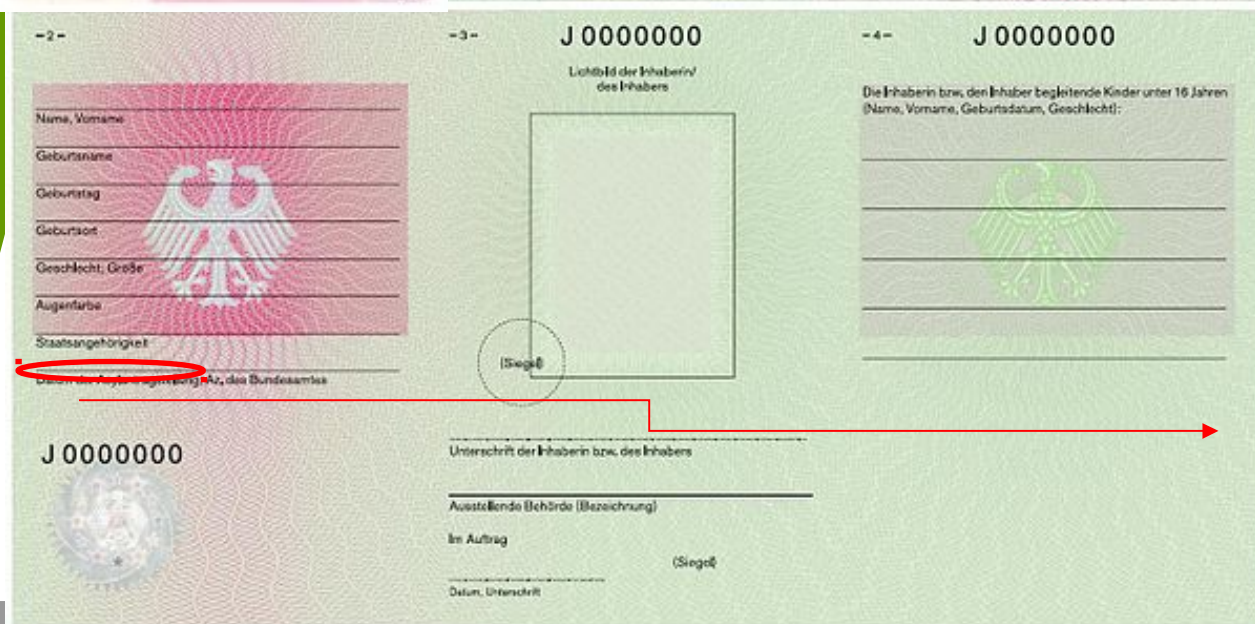 -2-
Name, Vorname
Geburtsname
Geburtstag
Geburtsort
Geschlecht; Größe
Augenfarbe
Staatsangehörigkeit
Az. des Bundesamtes
J 0000000
-3-
J 0000000
Lichtbild der Inhaberin/
des Inhabers
(Siegel)
Unterschrift der Inhaberin bzw. des Inhabers
Ausstellende Behörde (Bezeichnung)
Im Auftrag
(Siegel)
Datum, Unterschrift
-4-
J 0000000
Die Inhaberin bzw. den Inhaber begleitende Kinder unter 16 Jahren
(Name, Vorname, Geburtsdatum, Geschlecht):